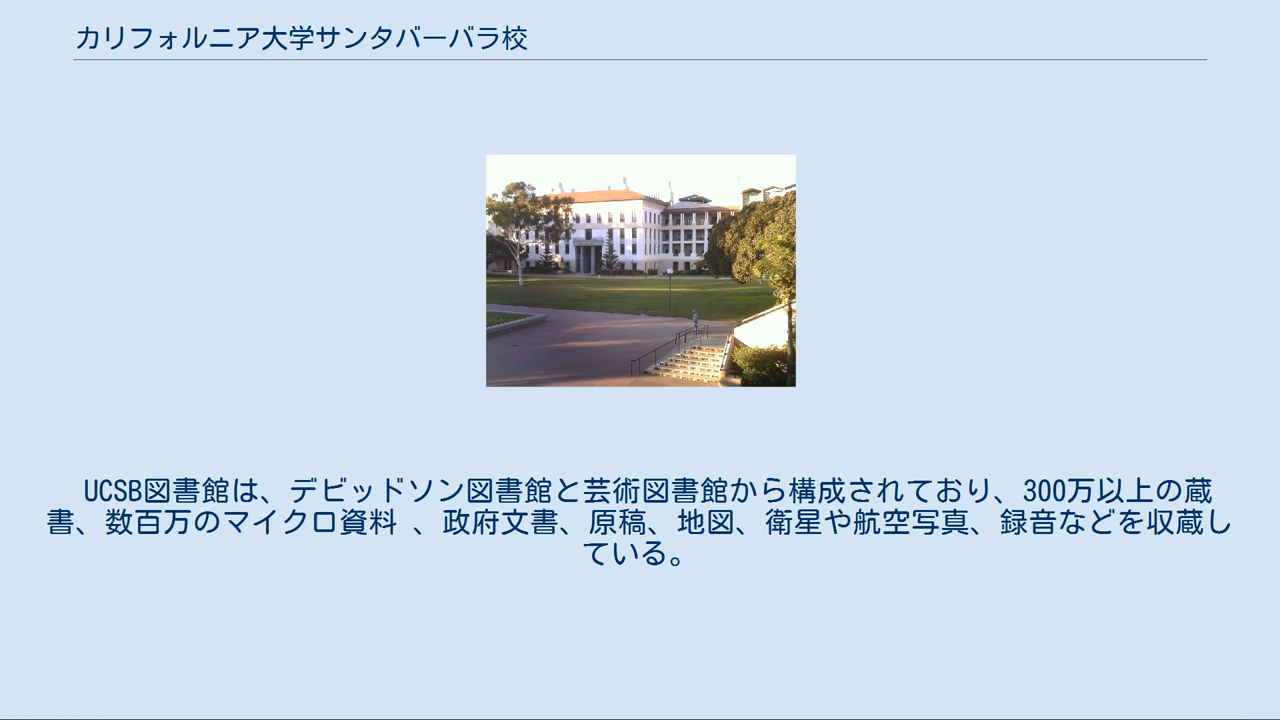 カリフォルニア大学サンタバーバラ校
UCSB図書館は、デビッドソン図書館と芸術図書館から構成されており、300万以上の蔵
書、数百万のマイクロ資料 、政府文書、原稿、地図、衛星や航空写真、録音などを収蔵し
ている。